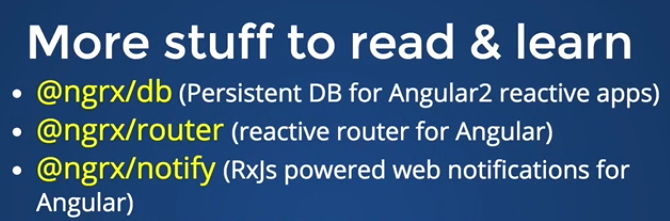 More stuff to read & learn
• @ngrx/db (Persistent DB for Angular2 reactive apps)
• @ngrx/router (reactive router for Angular)
• @ngrx/notify (RxJs powered web notifications for
Angular)